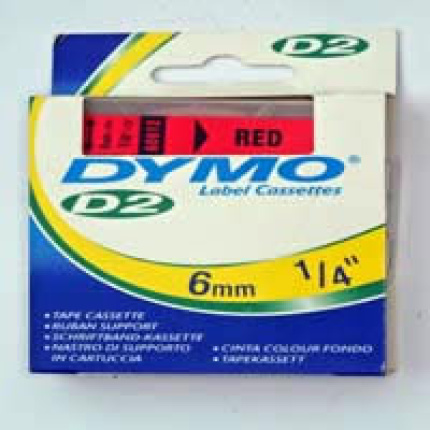 D2
RED
DYMO
Label Cassettes
D2
6mm 1/4"
• TAPE CASSETTE
• RUBAN SUPPORT
• SCHRIFTBAND-KASSETTE
• NASTRO DI SUPPORTO
IN CARTUCCIA
• CINTA COLOUR FONDO
• TAPEKASSETT